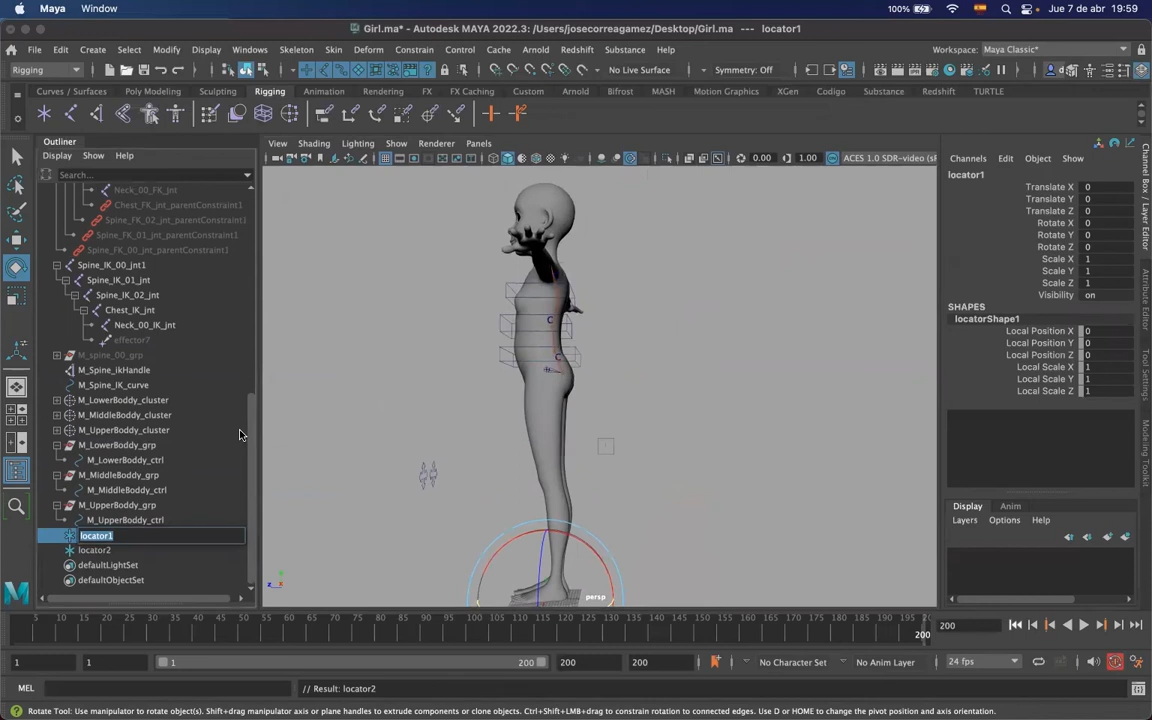 Maya Window 100% Jue 7 de abr 19:59
Girl.ma* - Autodesk MAYA 2022.3: /Users/josecorreagamez/Desktop/Girl.ma --- locator1
File Edit Create Select Modify Display Windows Skeleton Skin Deform Constrain Control Cache Arnold Redshift Substance Help Workspace: Maya Classic*
Rigging No Live Surface Symmetry: Off
Curves / Surfaces Poly Modeling Sculpting Rigging Animation Rendering FX FX Caching Custom Arnold Bifrost MASH Motion Graphics XGen Codigo Substance Redshift TURTLE
Outliner
Display Show Help
Search...
View Shading Lighting Show Renderer Panels
0.00 1.00 ACES 1.0 SDR-video (sR
Channels Edit Object Show
Neck_00_FK_Jnt
Chest_FK_jnt_parentConstraint1
Spine_FK_02_jnt_parentConstraint1
Spine_FK_01_jnt_parentConstraint1
Spine_FK_00_jnt_parentConstraint1
Spine_IK_00_jnt1
Spine_IK_01_jnt
Spine_IK_02_jnt
Chest_IK_jnt
Neck_00_IK_jnt
effector7
M_spine_00_grp
M_Spine_ikHandle
M_Spine_IK_curve
M_LowerBoddy_cluster
M_MiddleBoddy_cluster
M_UpperBoddy_cluster
M_LowerBoddy_grp
M_LowerBoddy_ctrl
M_MiddleBoddy_grp
M_MiddleBoddy_ctrl
M_UpperBoddy_grp
M_UpperBoddy_ctrl
locator1
locator2
defaultLightSet
defaultObjectSet
persp
locator1
Translate X 0
Translate Y 0
Translate Z 0
Rotate X 0
Rotate Y 0
Rotate Z 0
Scale X 1
Scale Y 1
Scale Z 1
Visibility on
SHAPES
locatorShape1
Local Position X 0
Local Position Y 0
Local Position Z 0
Local Scale X 1
Local Scale Y 1
Local Scale Z 1
Display Anim
Layers Options Help
Channel Box / Layer Editor
Attribute Editor
Tool Settings
Modeling Toolkit
5 10 15 20 25 30 35 40 45 50 55 60 65 70 75 80 85 90 95 100 105 110 115 120 125 130 135 140 145 150 155 160 165 170 175 180 185 190 195
200 200
1 1 1 200 200 200 No Character Set No Anim Layer 24 fps
MEL // Result: locator2
Rotate Tool: Use manipulator to rotate object(s). Shift+drag manipulator axis or plane handles to extrude components or clone objects. Ctrl+Shift+LMB+drag to constrain rotation to connected edges. Use D or HOME to change the pivot position and axis orientation.